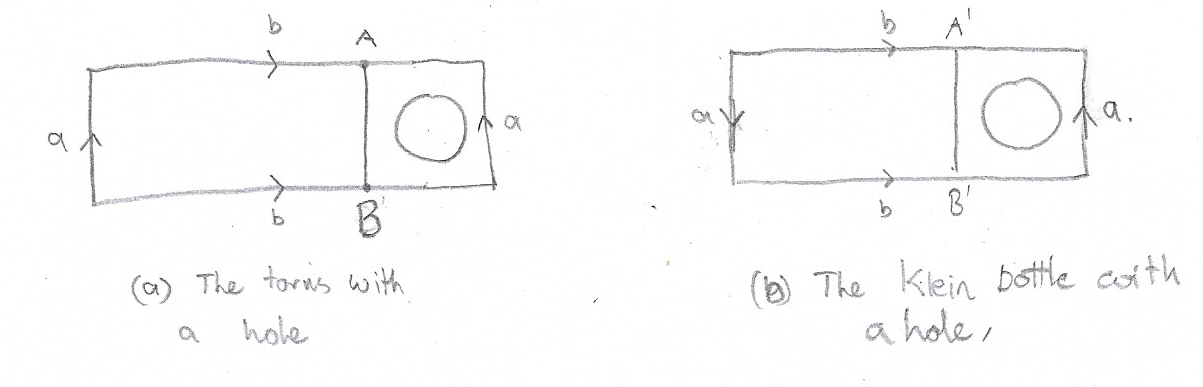 b
A
a
a
b
B
(a) The torus with
a hole
b
A'
a
a.
b
B'
(b) The Klein bottle with
a hole,